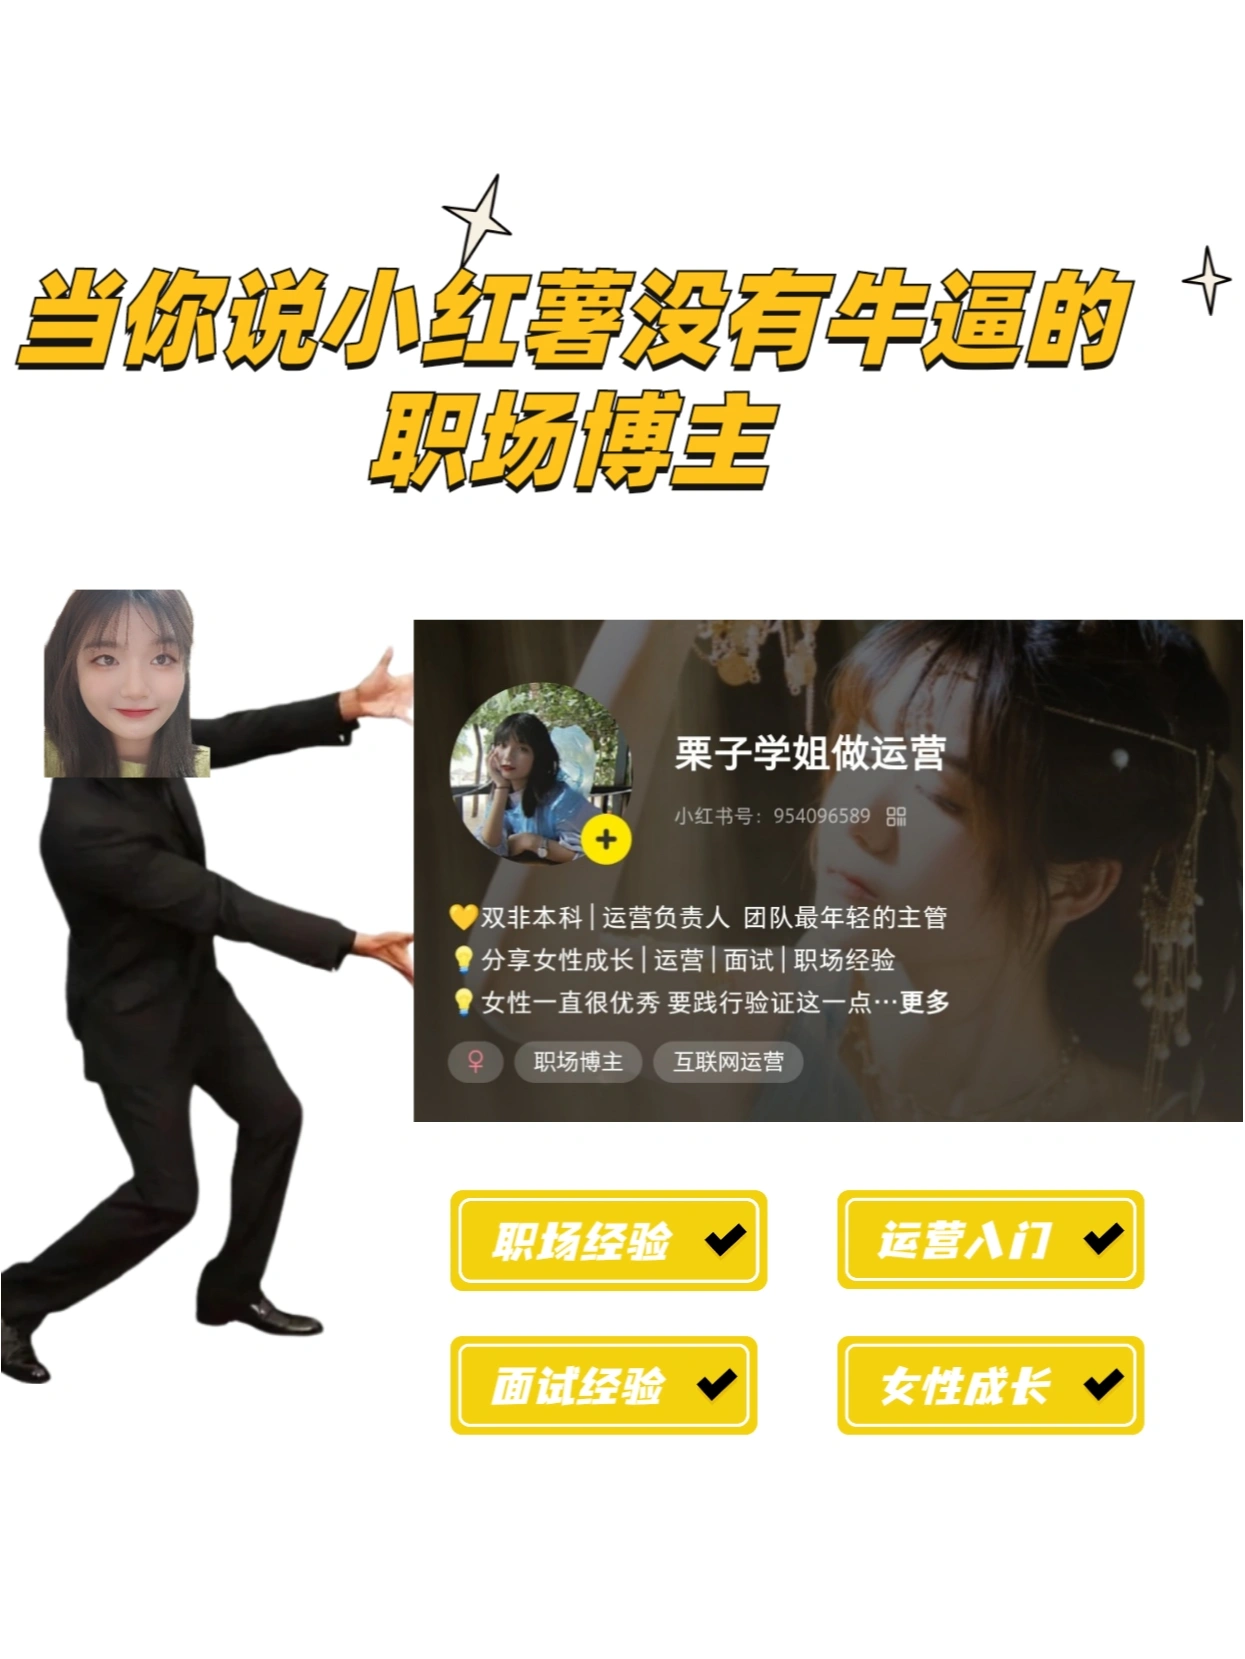 当你说小红薯没有牛逼的
职场博主
栗子学姐做运营
小红书号：954096589
💛双非本科|运营负责人 团队最年轻的主管
💡分享女性成长|运营|面试|职场经验
💡女性一直很优秀 要践行验证这一点…更多
♀ 职场博主 互联网运营
职场经验 ✔ 运营入门 ✔
面试经验 ✔ 女性成长 ✔